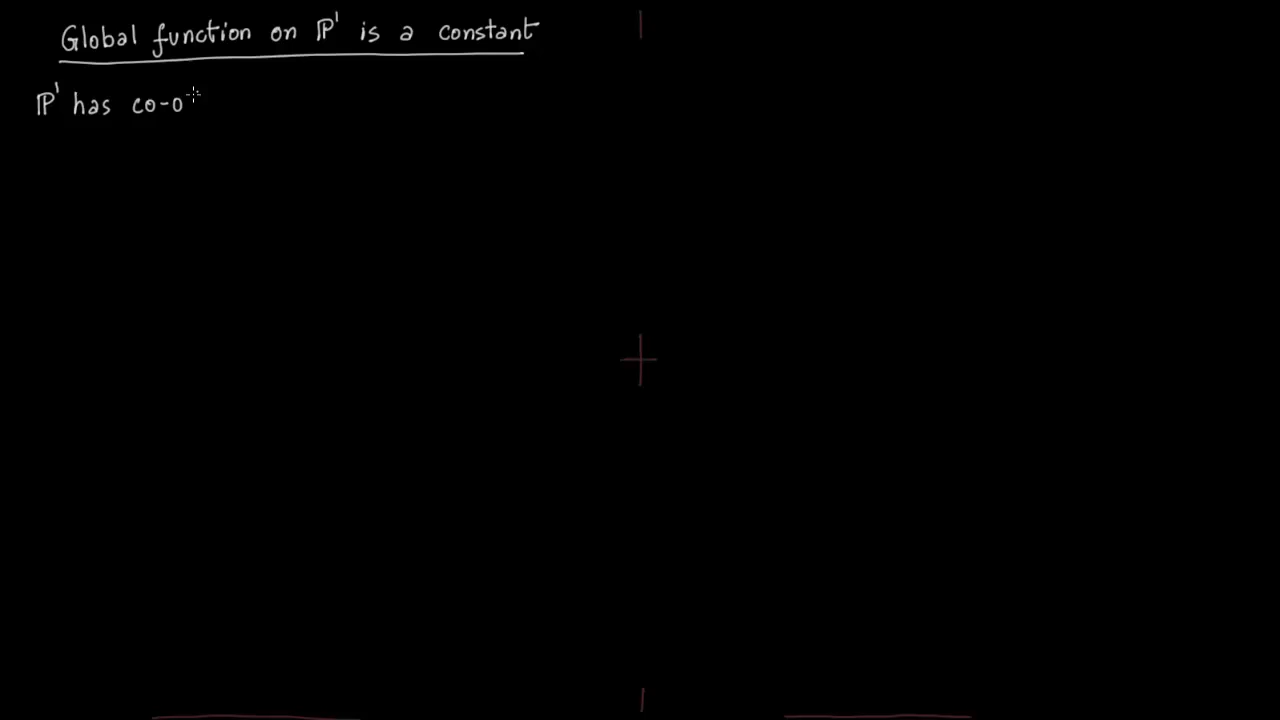 Global function on ℙ¹ is a constant
ℙ¹ has co-o